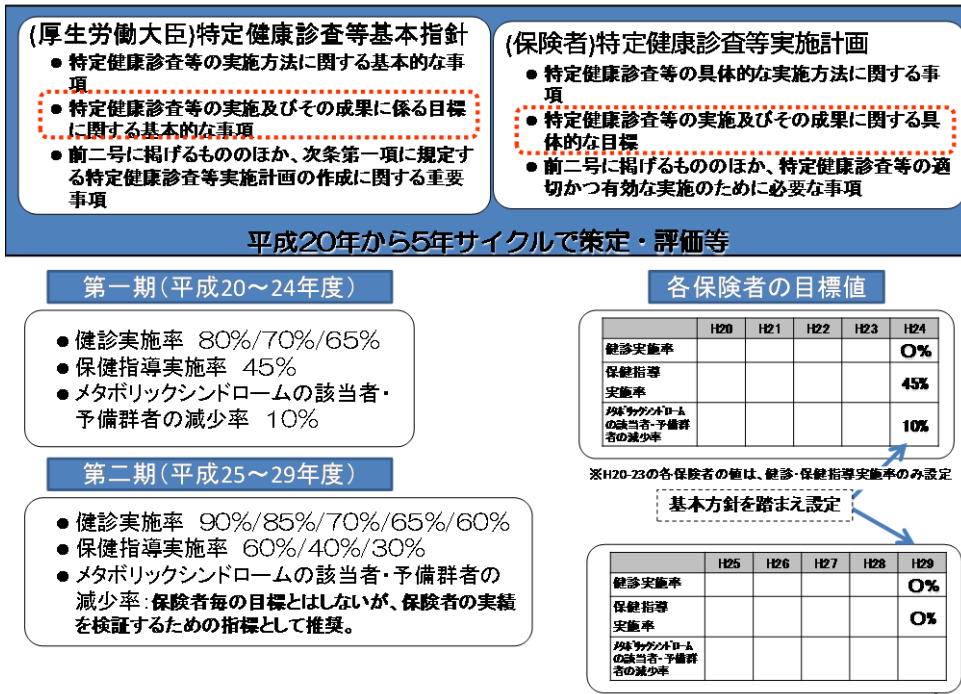 (厚生労働大臣)特定健康診査等基本指針
● 特定健康診査等の実施方法に関する基本的な事
項
● 特定健康診査等の実施及びその成果に係る目標
に関する基本的な事項
● 前二号に掲げるもののほか、次条第一項に規定す
る特定健康診査等実施計画の作成に関する重要
事項
(保険者)特定健康診査等実施計画
● 特定健康診査等の具体的な実施方法に関する事
項
● 特定健康診査等の実施及びその成果に関する具
体的な目標
● 前二号に掲げるもののほか、特定健康診査等の適
切かつ有効な実施のために必要な事項
平成20年から5年サイクルで策定・評価等
第一期(平成20～24年度)
● 健診実施率 80%/70%/65%
● 保健指導実施率 45%
● メタボリックシンドロームの該当者・
予備群者の減少率 10%
第二期(平成25～29年度)
● 健診実施率 90%/85%/70%/65%/60%
● 保健指導実施率 60%/40%/30%
● メタボリックシンドロームの該当者・予備群者の
減少率:保険者毎の目標とはしないが、保険者の実績
を検証するための指標として推奨。
各保険者の目標値
H20 H21 H22 H23 H24
健診実施率 〇%
保健指導
実施率 45%
メタボリックシンドローム
の該当者・予備群
者の減少率 10%
※H20-23の各保険者の値は、健診・保健指導実施率のみ設定
基本方針を踏まえ設定
H25 H26 H27 H28 H29
健診実施率 〇%
保健指導
実施率 〇%
メタボリックシンドローム
の該当者・予備群
者の減少率